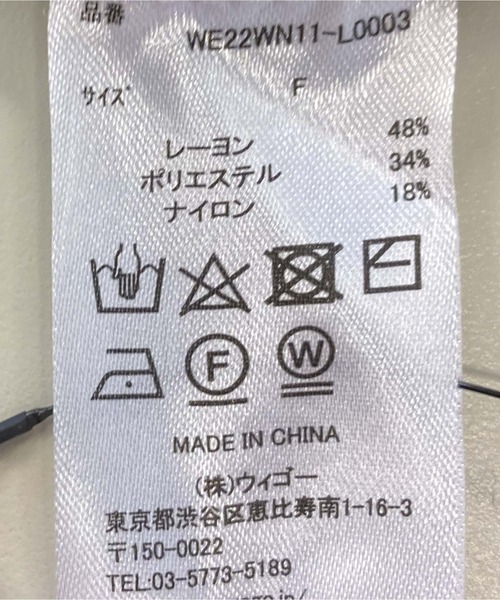 品番
WE22WN11-L0003
サイズ F
レーヨン 48%
ポリエステル 34%
ナイロン 18%
F W
MADE IN CHINA
(株)ウィゴー
東京都渋谷区恵比寿南1-16-3
〒150-0022
TEL:03-5773-5189